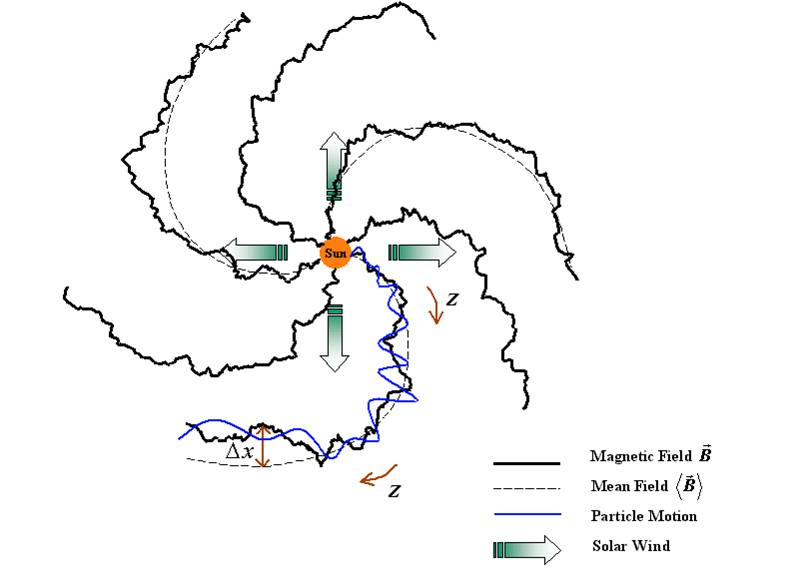 Sun
Z
Δx
Z
Magnetic Field B⃗
Mean Field ⟨B⃗⟩
Particle Motion
Solar Wind